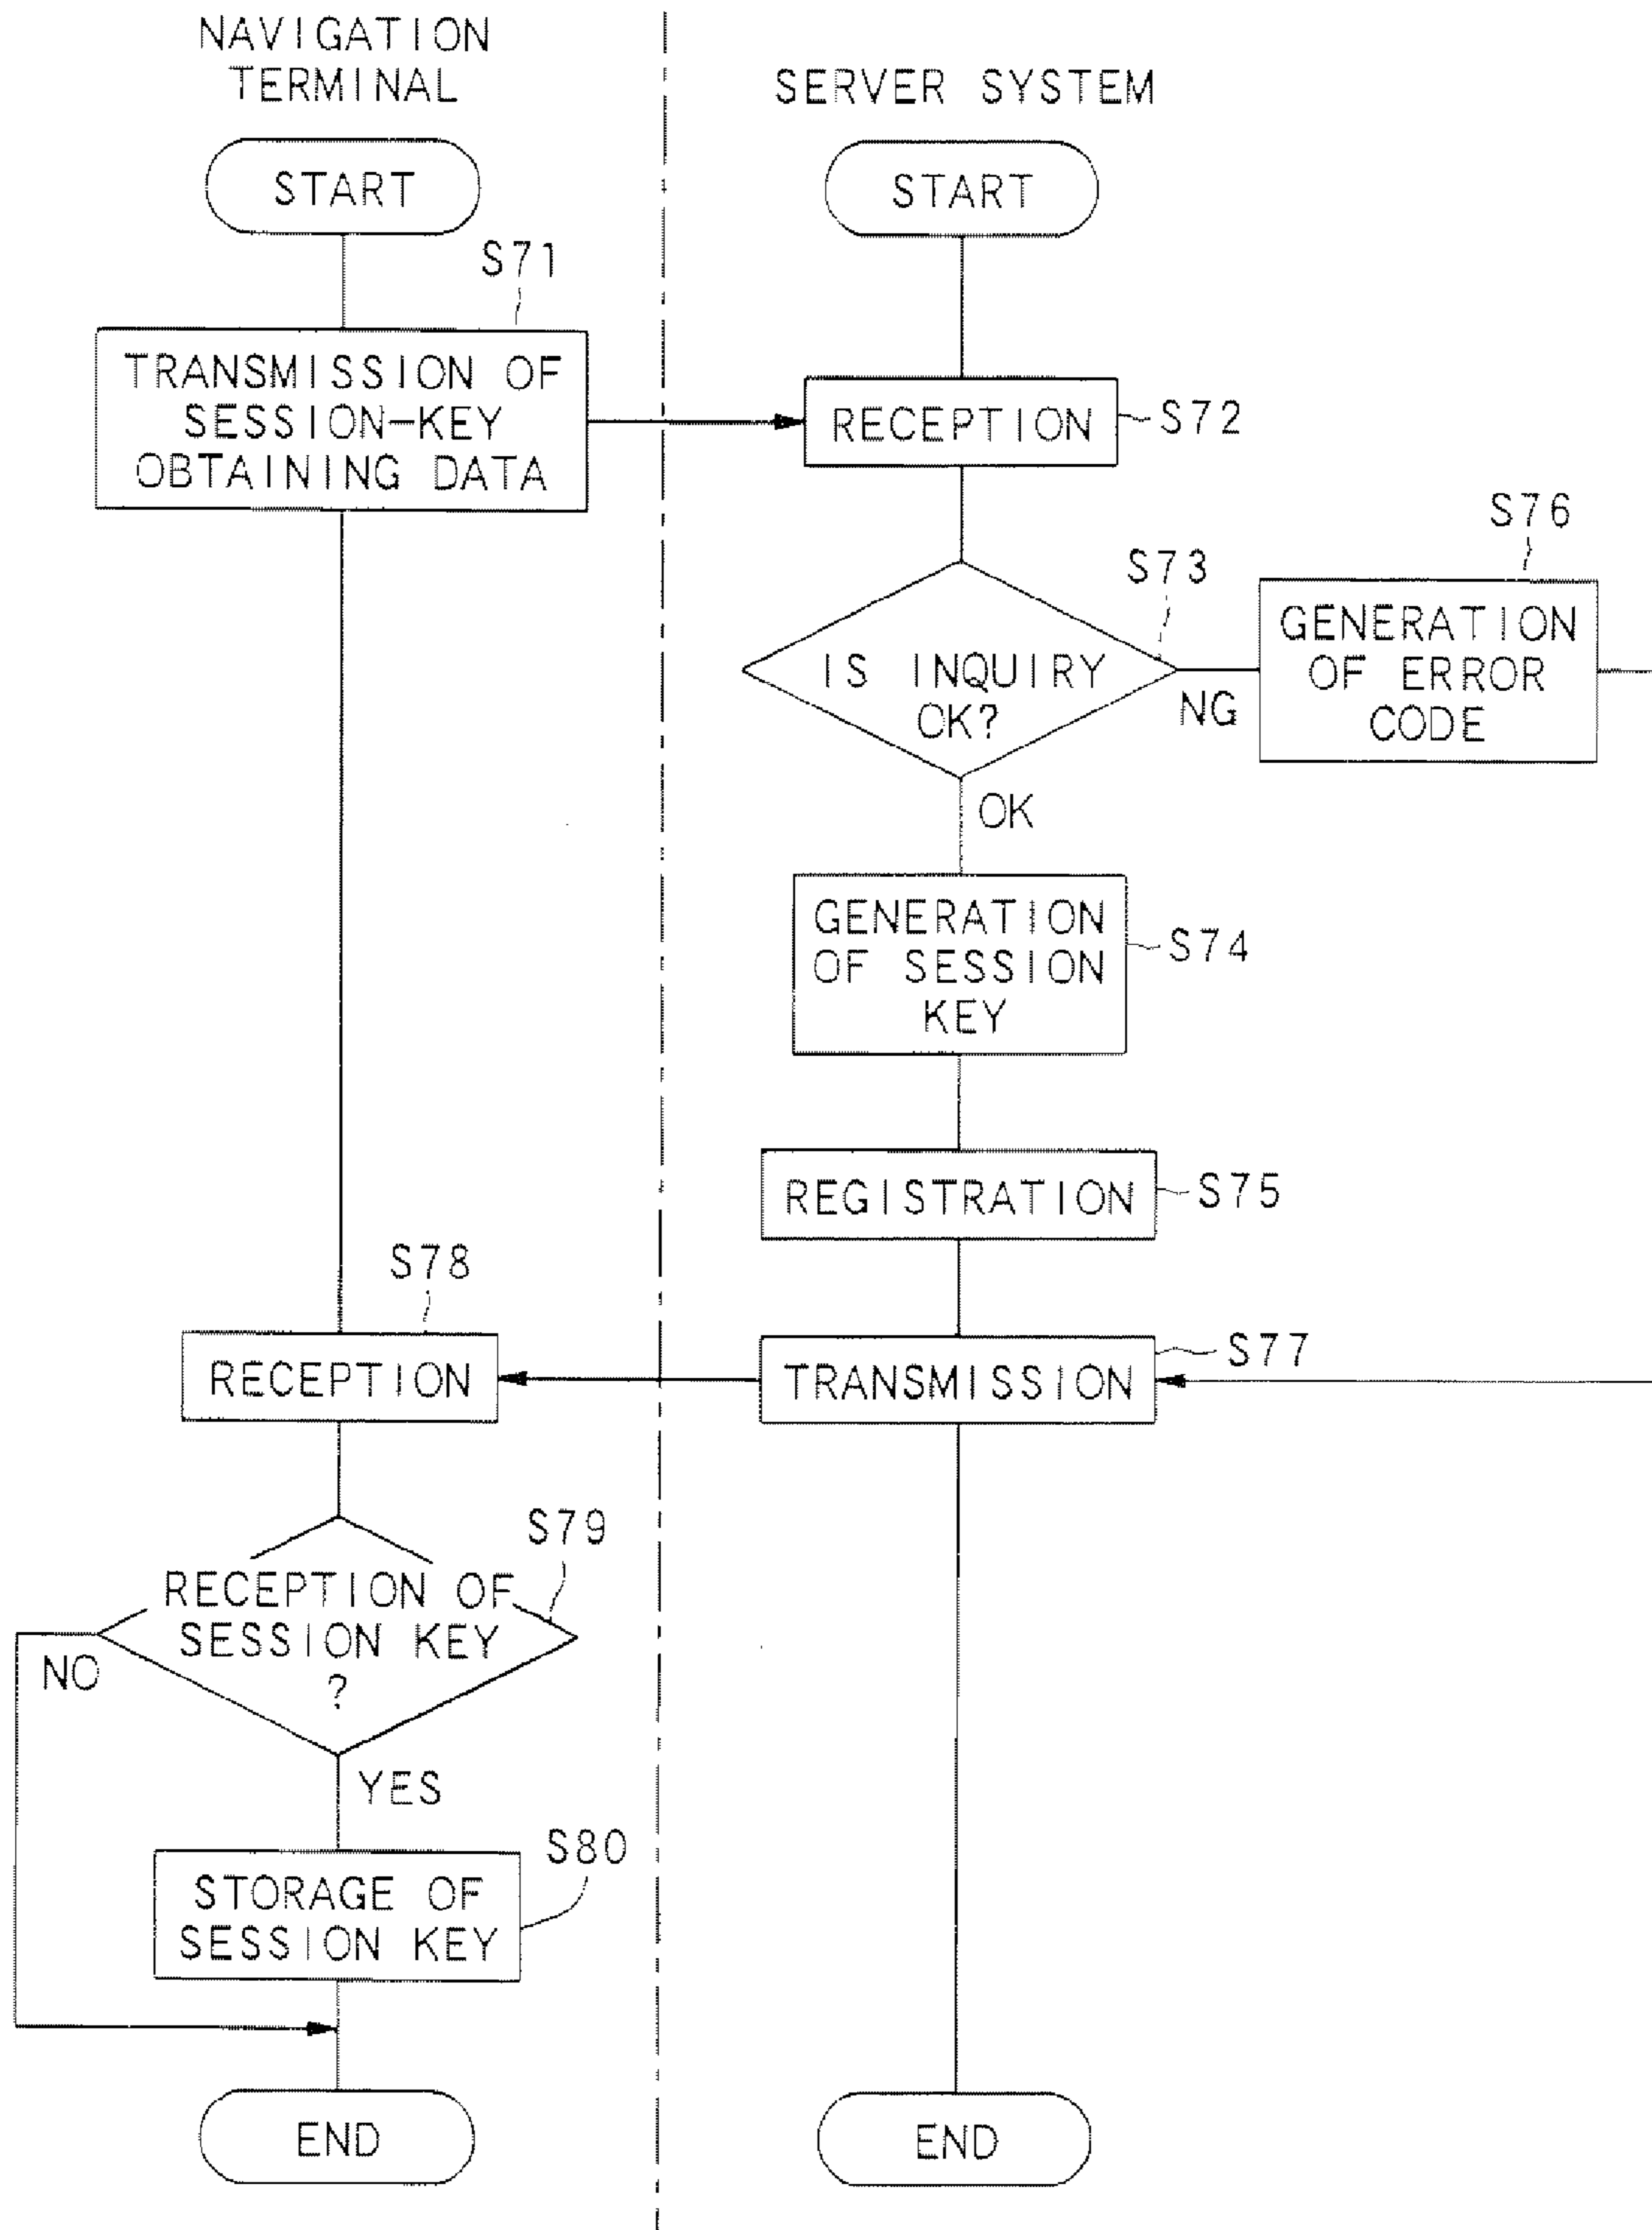 NAVIGATION
TERMINAL
SERVER SYSTEM
START
START
S71
TRANSMISSION OF
SESSION-KEY
OBTAINING DATA
RECEPTION
S72
S76
S73
GENERATION
OF ERROR
CODE
IS INQUIRY
OK?
NG
OK
GENERATION
OF SESSION
KEY
S74
REGISTRATION
S75
S78
RECEPTION
TRANSMISSION
S77
S79
RECEPTION OF
SESSION KEY
?
NO
YES
S80
STORAGE OF
SESSION KEY
END
END